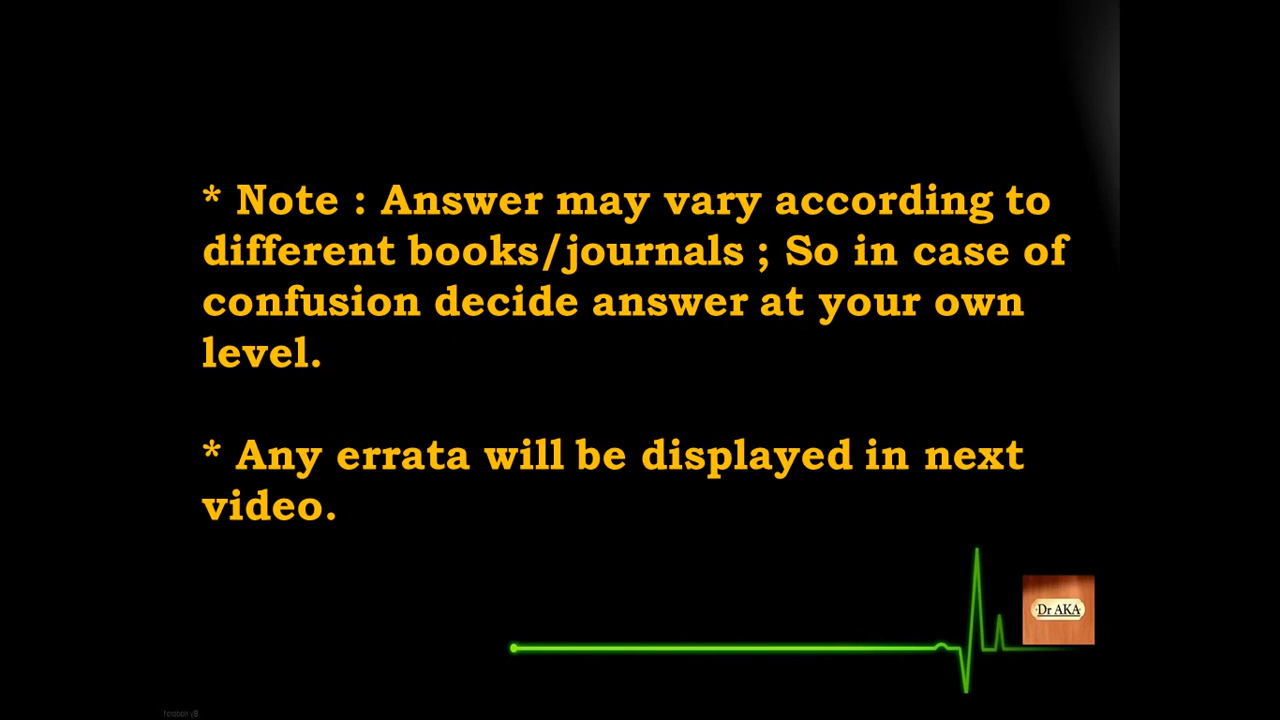 * Note : Answer may vary according to
different books/journals ; So in case of
confusion decide answer at your own
level.
* Any errata will be displayed in next
video.
Dr AKA